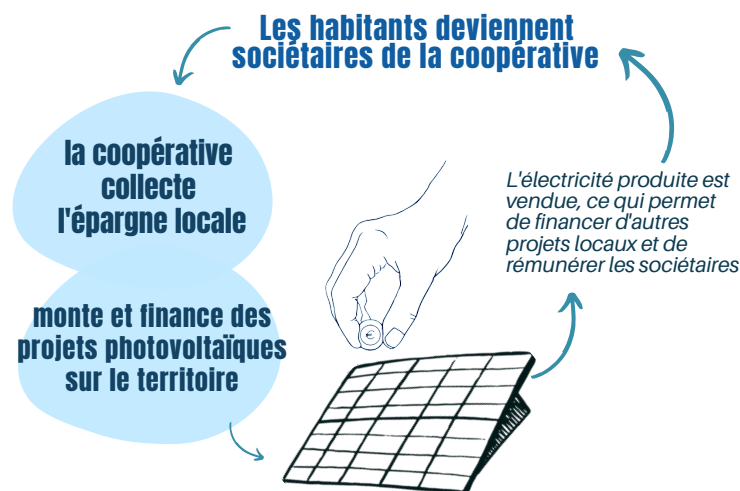 Les habitants deviennent
sociétaires de la coopérative
la coopérative
collecte
l'épargne locale
monte et finance des
projets photovoltaïques
sur le territoire
€
L'électricité produite est
vendue, ce qui permet
de financer d'autres
projets locaux et de
rémunérer les sociétaires